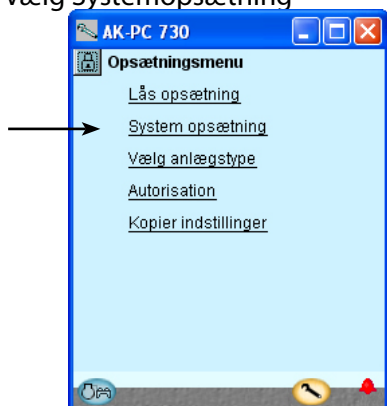 Vælg Systemopsætning
AK-PC 730
Opsætningsmenu
Lås opsætning
System opsætning
Vælg anlægstype
Autorisation
Kopier indstillinger